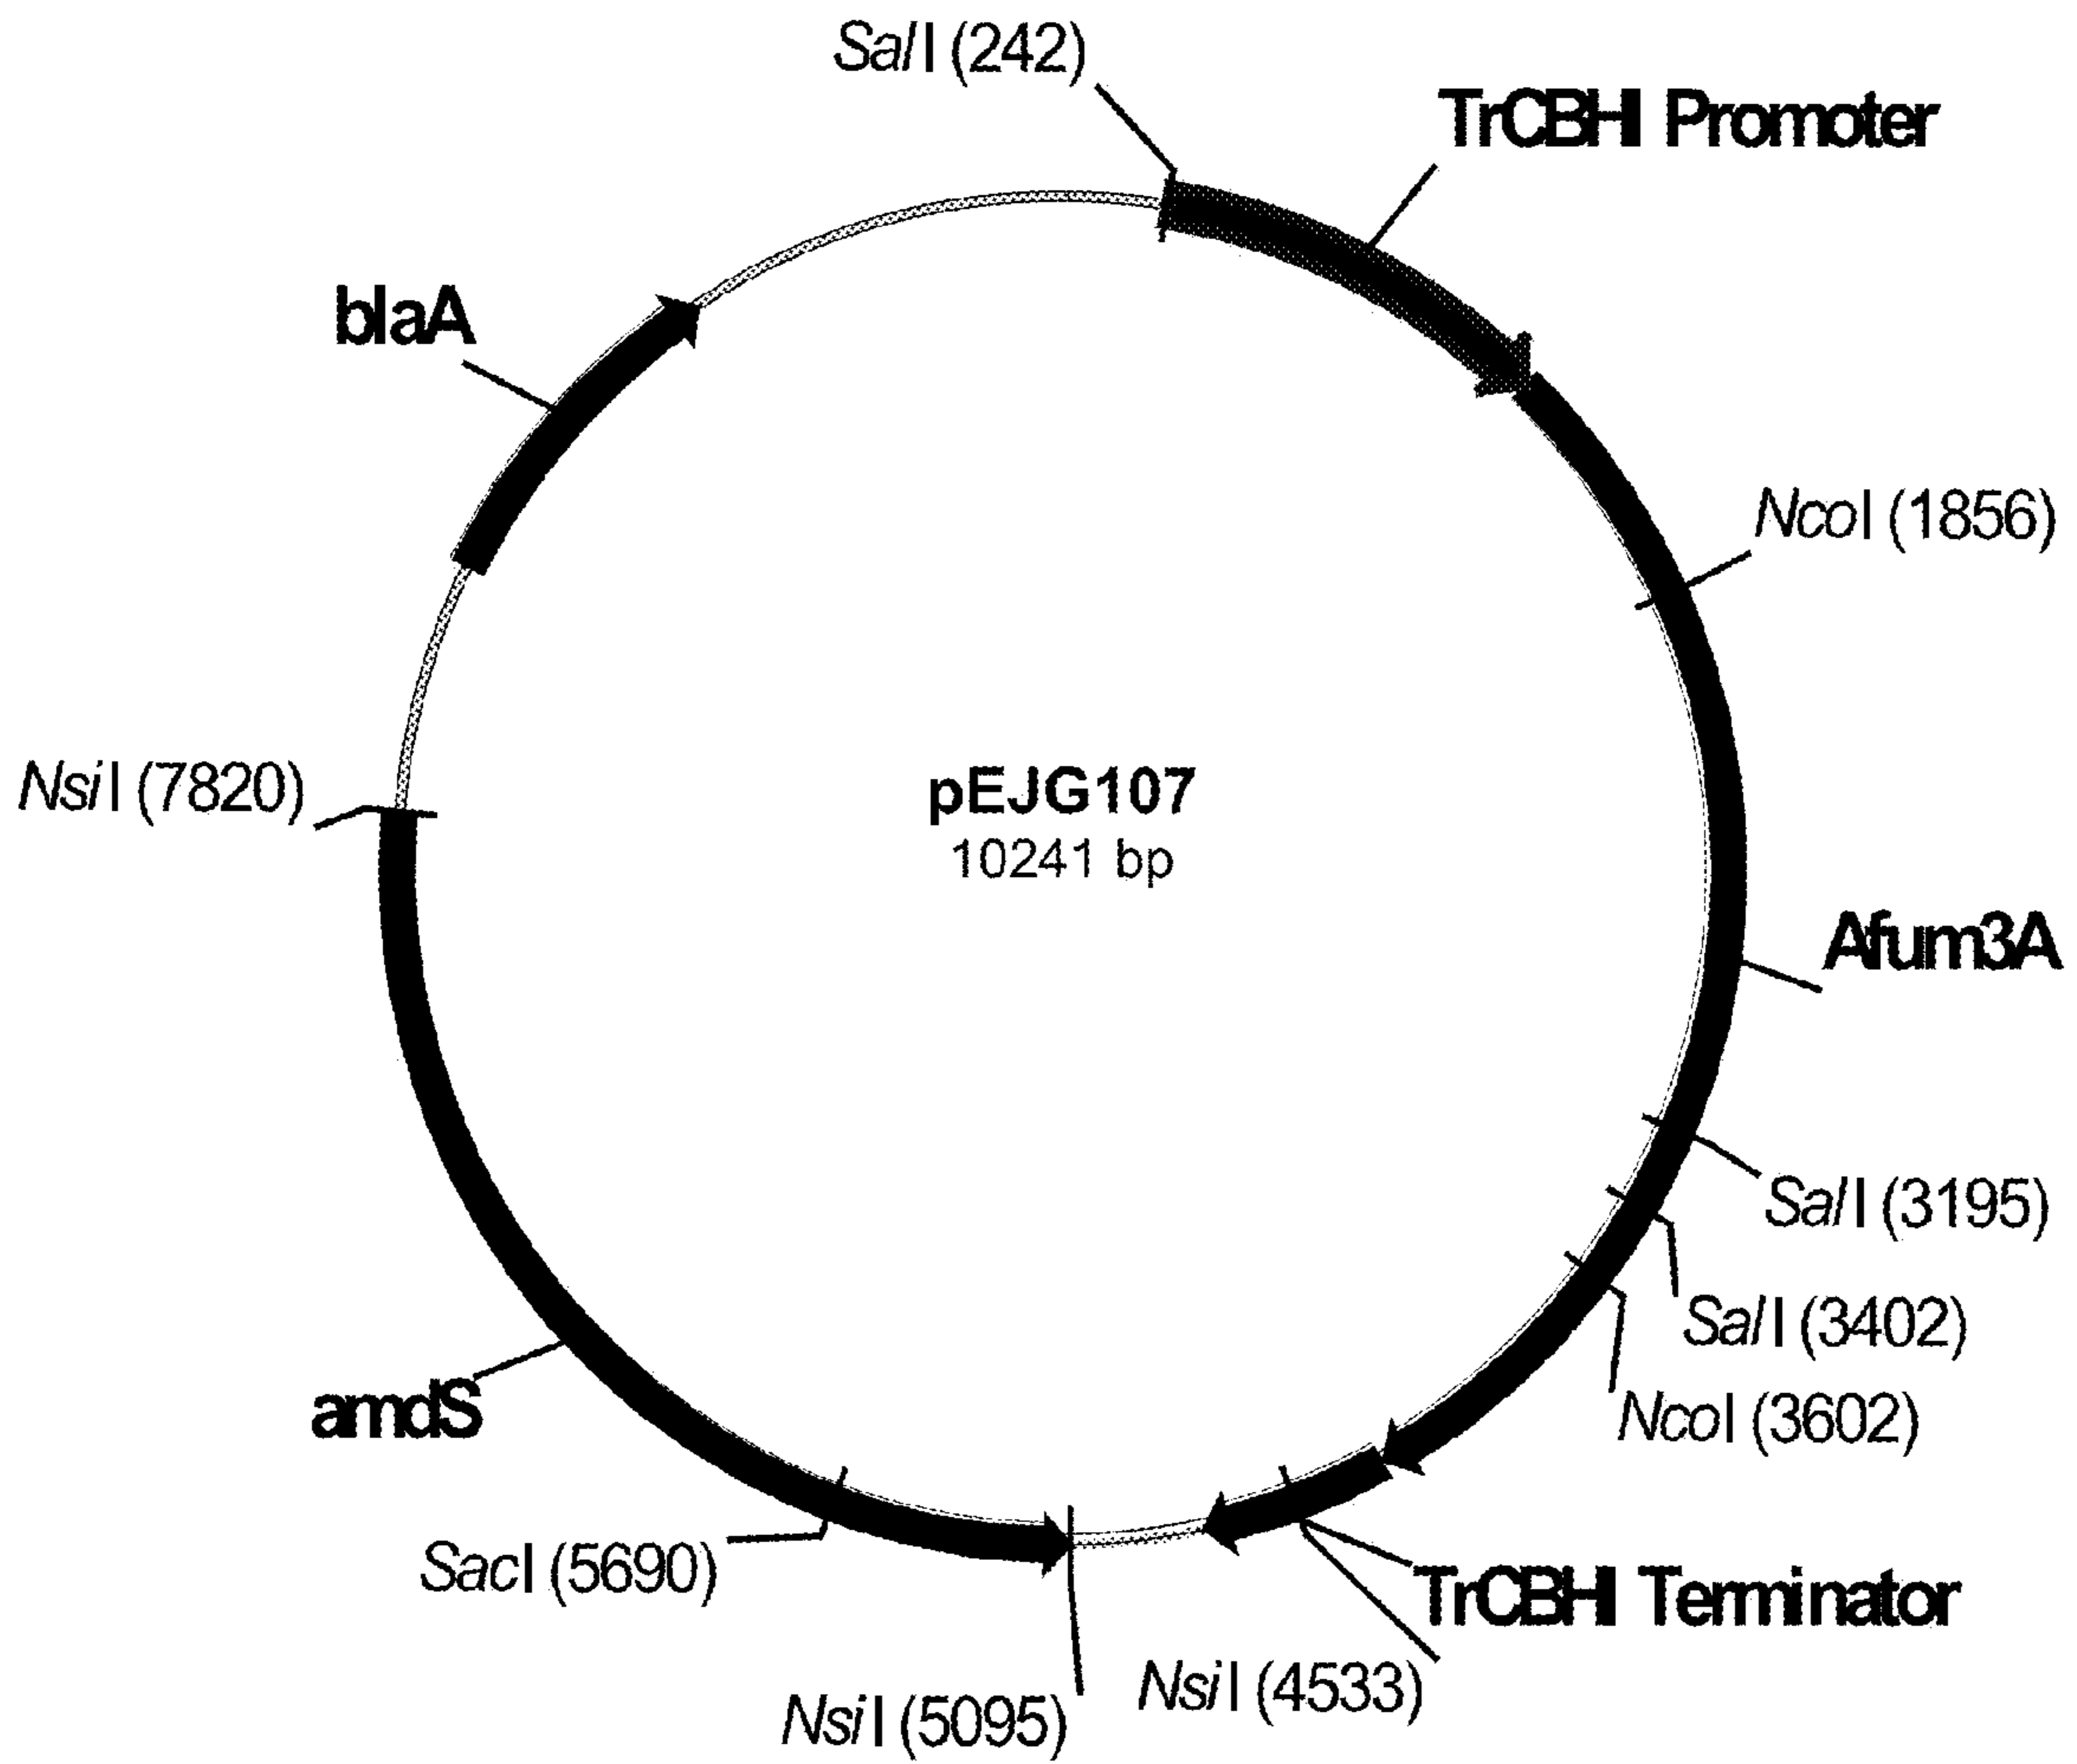 SalI (242)
TrCBHI Promoter
blaA
NcoI (1856)
NsiI (7820)
pEJG107
10241 bp
Afum3A
SalI (3195)
SalI (3402)
amdS
NcoI (3602)
SacI (5690)
TrCBHI Terminator
NsiI (4533)
NsiI (5095)